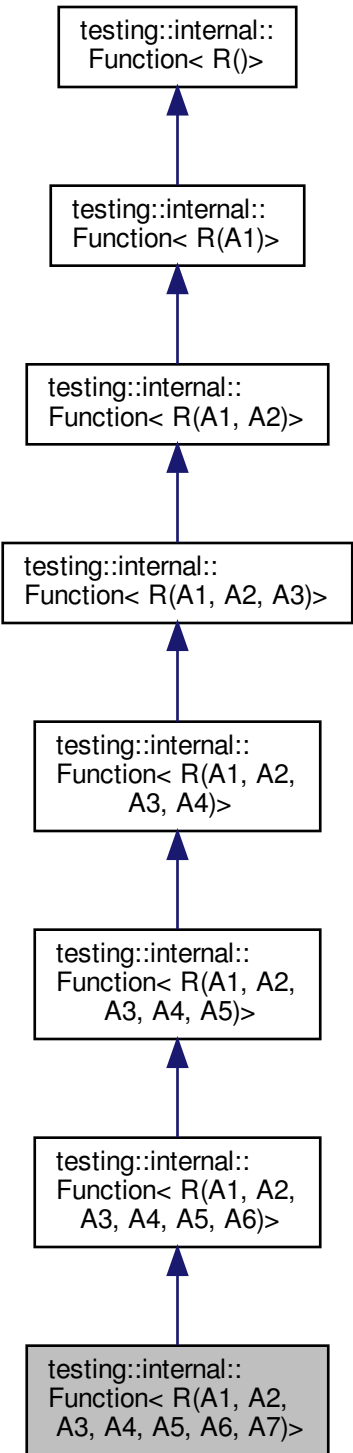 testing::internal::
Function< R()>
testing::internal::
Function< R(A1)>
testing::internal::
Function< R(A1, A2)>
testing::internal::
Function< R(A1, A2, A3)>
testing::internal::
Function< R(A1, A2,
A3, A4)>
testing::internal::
Function< R(A1, A2,
A3, A4, A5)>
testing::internal::
Function< R(A1, A2,
A3, A4, A5, A6)>
testing::internal::
Function< R(A1, A2,
A3, A4, A5, A6, A7)>